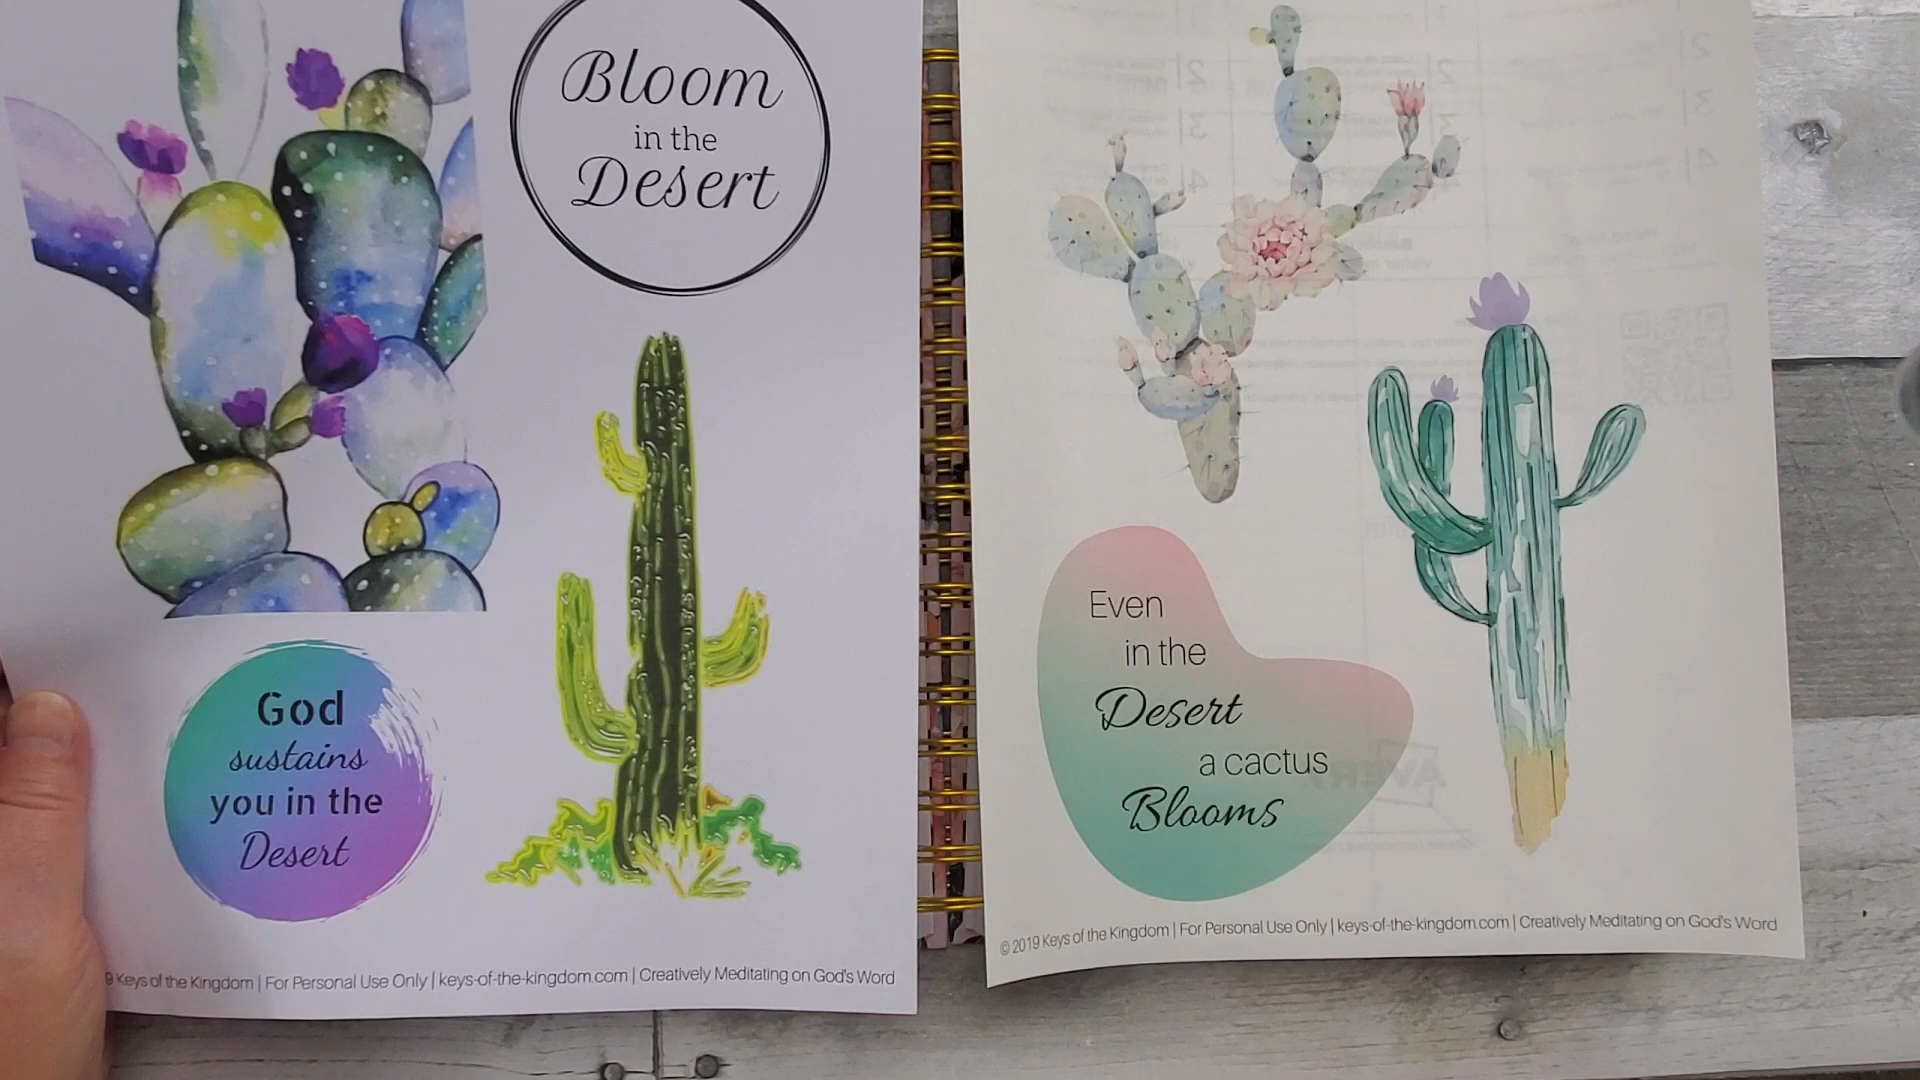 Bloom
in the
Desert
God
sustains
you in the
Desert
9 Keys of the Kingdom | For Personal Use Only | keys-of-the-kingdom.com | Creatively Meditating on God's Word
Even
in the
Desert
a cactus
Blooms
© 2019 Keys of the Kingdom | For Personal Use Only | keys-of-the-kingdom.com | Creatively Meditating on God's Word